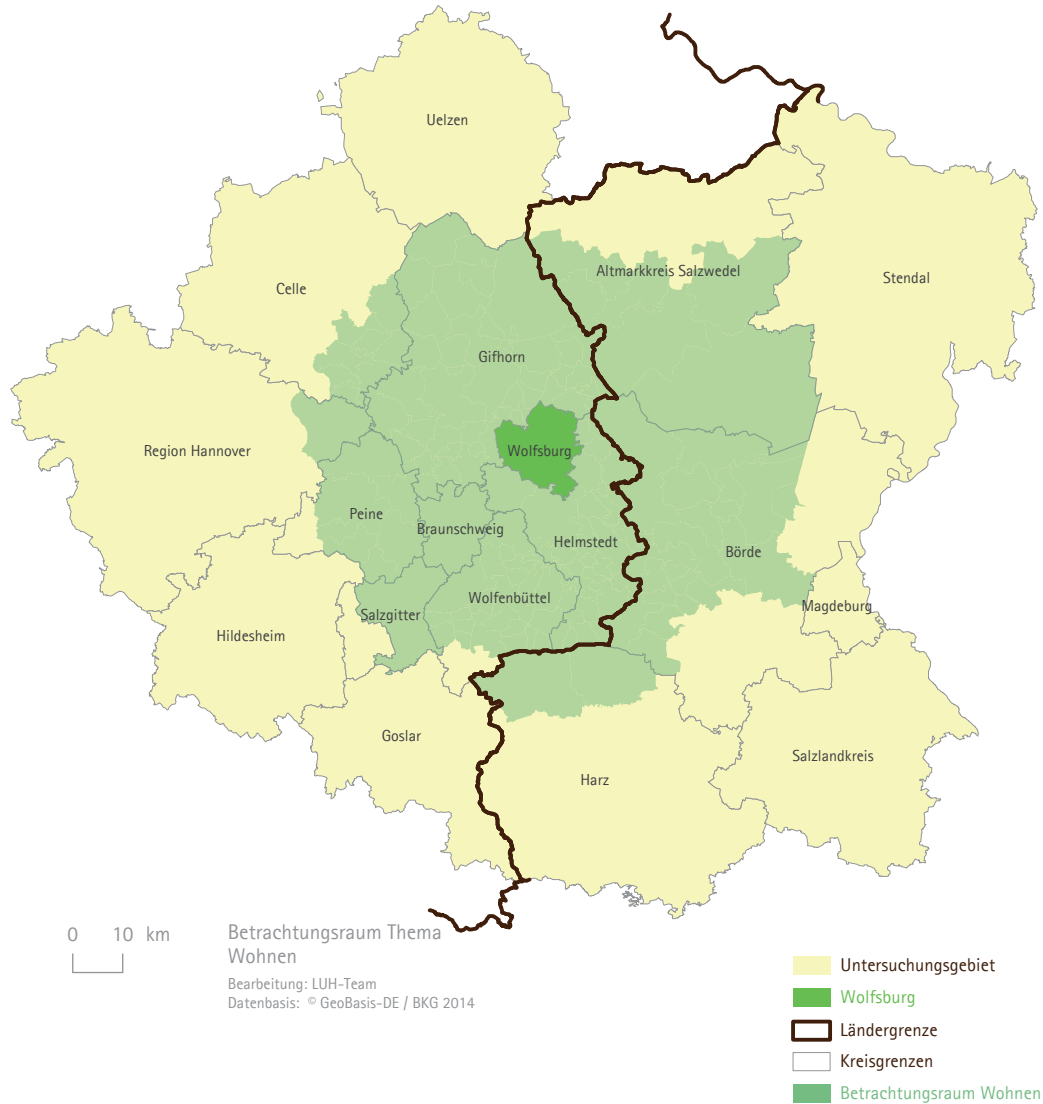 Uelzen
Altmarkkreis Salzwedel
Stendal
Celle
Gifhorn
Region Hannover
Wolfsburg
Peine
Braunschweig
Helmstedt
Börde
Wolfenbüttel
Magdeburg
Salzgitter
Hildesheim
Goslar
Salzlandkreis
Harz
0 10 km
Betrachtungsraum Thema
Wohnen
Bearbeitung: LUH-Team
Datenbasis: © GeoBasis-DE / BKG 2014
Untersuchungsgebiet
Wolfsburg
Ländergrenze
Kreisgrenzen
Betrachtungsraum Wohnen